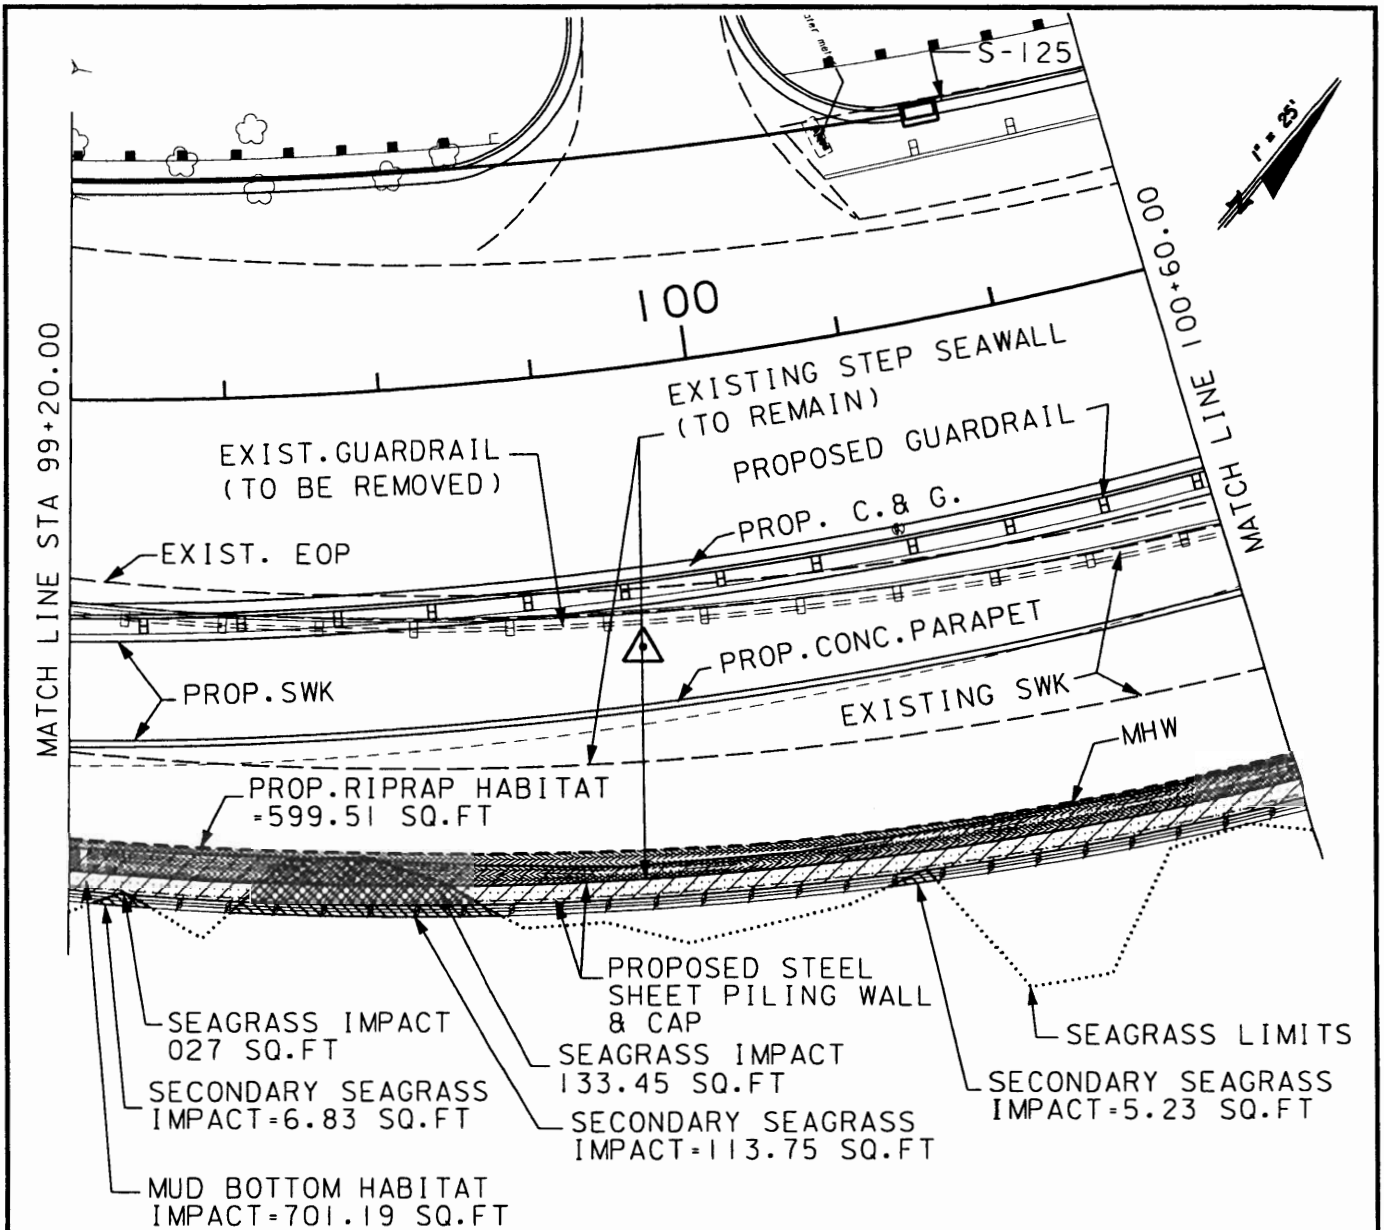 S-125
1" = 25'
N
100
MATCH LINE STA 99+20.00
MATCH LINE 100+60.00
EXISTING STEP SEAWALL
(TO REMAIN)
EXIST.GUARDRAIL
(TO BE REMOVED)
PROPOSED GUARDRAIL
PROP. C.& G.
EXIST. EOP
PROP.CONC.PARAPET
PROP.SWK
EXISTING SWK
MHW
PROP.RIPRAP HABITAT
=599.51 SQ.FT
PROPOSED STEEL
SHEET PILING WALL
& CAP
SEAGRASS IMPACT
027 SQ.FT
SEAGRASS LIMITS
SEAGRASS IMPACT
133.45 SQ.FT
SECONDARY SEAGRASS
IMPACT=6.83 SQ.FT
SECONDARY SEAGRASS
IMPACT=5.23 SQ.FT
SECONDARY SEAGRASS
IMPACT=113.75 SQ.FT
MUD BOTTOM HABITAT
IMPACT=701.19 SQ.FT